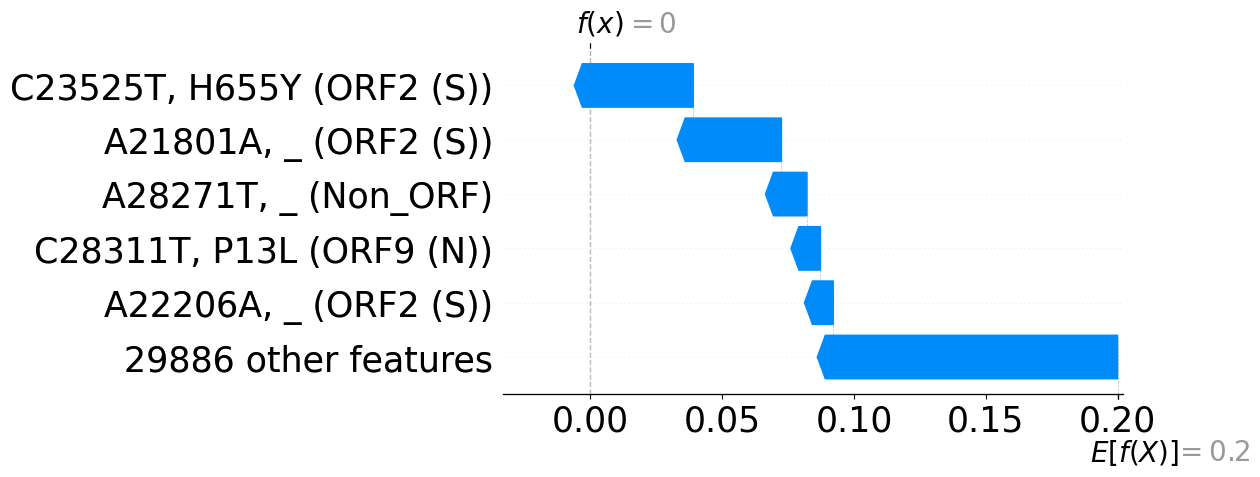 f(x) = 0
C23525T, H655Y (ORF2 (S))
A21801A, _ (ORF2 (S))
A28271T, _ (Non_ORF)
C28311T, P13L (ORF9 (N))
A22206A, _ (ORF2 (S))
29886 other features
0.00 0.05 0.10 0.15 0.20
E[f(X)] = 0.2